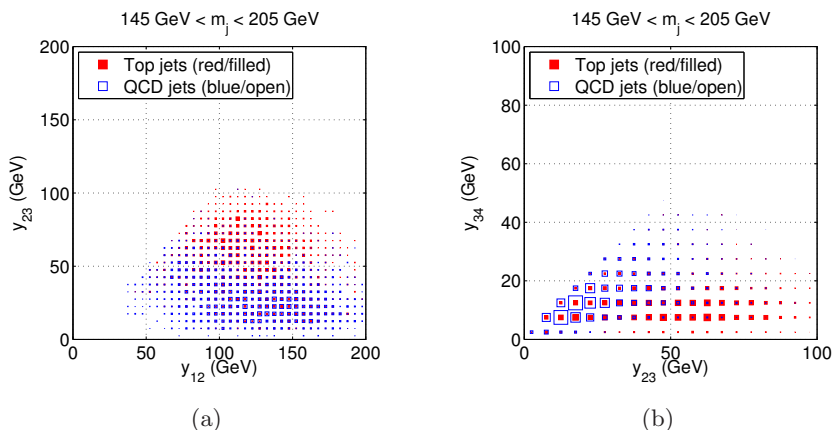 145 GeV < m_j < 205 GeV
Top jets (red/filled)
QCD jets (blue/open)
200
150
100
50
0
y_23 (GeV)
0 50 100 150 200
y_12 (GeV)
(a)
145 GeV < m_j < 205 GeV
Top jets (red/filled)
QCD jets (blue/open)
100
80
60
40
20
0
y_34 (GeV)
0 50 100
y_23 (GeV)
(b)